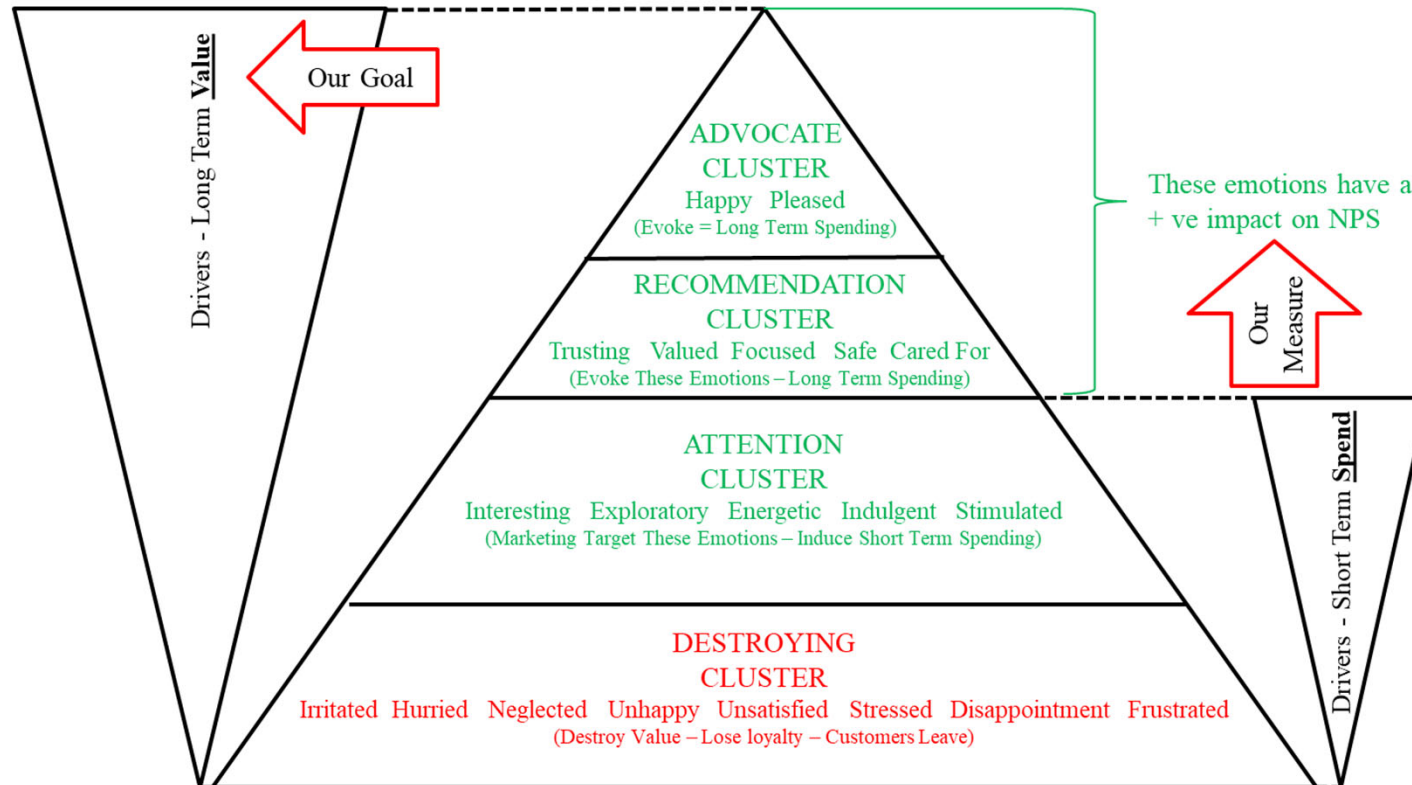 Drivers - Long Term Value
Our Goal
ADVOCATE
CLUSTER
Happy Pleased
(Evoke = Long Term Spending)
RECOMMENDATION
CLUSTER
Trusting Valued Focused Safe Cared For
(Evoke These Emotions – Long Term Spending)
ATTENTION
CLUSTER
Interesting Exploratory Energetic Indulgent Stimulated
(Marketing Target These Emotions – Induce Short Term Spending)
DESTROYING
CLUSTER
Irritated Hurried Neglected Unhappy Unsatisfied Stressed Disappointment Frustrated
(Destroy Value – Lose loyalty – Customers Leave)
These emotions have a
+ ve impact on NPS
Our
Measure
Drivers - Short Term Spend